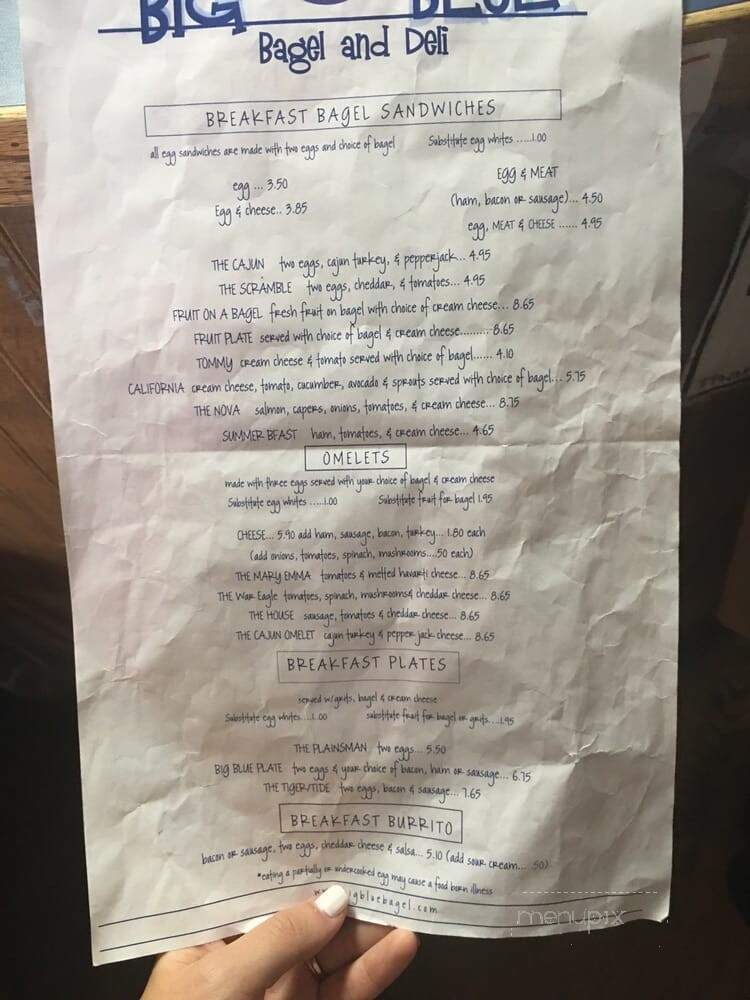 BIG BLUE
Bagel and Deli
BREAKFAST BAGEL SANDWICHES
all egg sandwiches are made with two eggs and choice of bagel
Substitute egg whites .....1.00
egg ... 3.50
Egg & cheese.. 3.85
EGG & MEAT
(ham, bacon or sausage)... 4.50
egg, MEAT & CHEESE ...... 4.95
THE CAJUN two eggs, cajun turkey, & pepperjack... 4.95
THE SCRAMBLE two eggs, cheddar, & tomatoes... 4.95
FRUIT ON A BAGEL fresh fruit on bagel with choice of cream cheese... 8.65
FRUIT PLATE served with choice of bagel & cream cheese......... 8.65
TOMMY cream cheese & tomato served with choice of bagel...... 4.10
CALIFORNIA cream cheese, tomato, cucumber, avocado & sprouts served with choice of bagel... 5.75
THE NOVA salmon, capers, onions, tomatoes, & cream cheese... 8.75
SUMMER BFAST ham, tomatoes, & cream cheese... 4.65
OMELETS
made with three eggs served with your choice of bagel & cream cheese
Substitute egg whites .....1.00 Substitute fruit for bagel 1.95
CHEESE... 5.90 add ham, sausage, bacon, turkey... 1.80 each
(add onions, tomatoes, spinach, mushrooms....50 each)
THE MARY EMMA tomatoes & melted havarti cheese... 8.65
THE War Eagle tomatoes, spinach, mushrooms& cheddar cheese... 8.65
THE HOUSE sausage, tomatoes & cheddar cheese... 8.65
THE CAJUN OMELET cajun turkey & pepper jack cheese... 8.65
BREAKFAST PLATES
served w/grits, bagel & cream cheese
Substitute egg whites....1.00 substitute fruit for bagel or grits....1.95
THE PLAINSMAN two eggs... 5.50
BIG BLUE PLATE two eggs & your choice of bacon, ham or sausage... 6.75
THE TIGER/TIDE two eggs, bacon & sausage... 7.65
BREAKFAST BURRITO
bacon or sausage, two eggs, cheddar cheese & salsa... 5.10 (add sour cream... .50)
*eating a partially or undercooked egg may cause a food born illness
igbluebagel.com
menupix